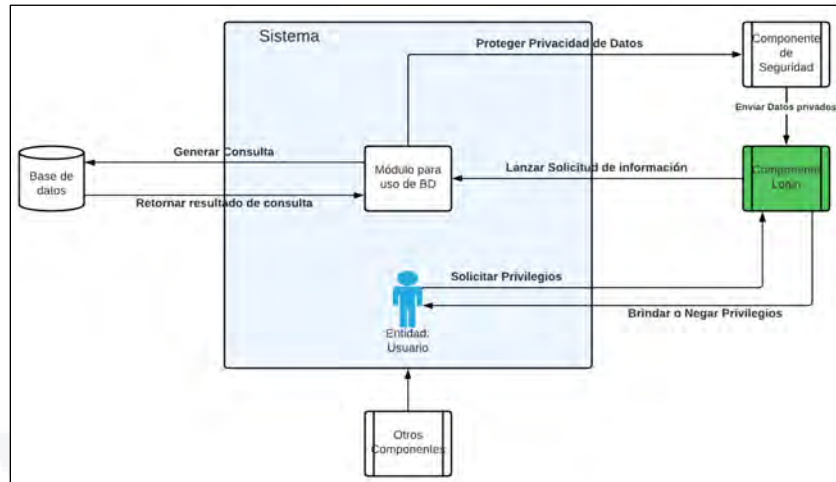 Sistema
Proteger Privacidad de Datos
Componente
de
Seguridad
Enviar Datos privados
Generar Consulta
Base de
datos
Módulo para
uso de BD
Lanzar Solicitud de información
Componente
Login
Retornar resultado de consulta
Solicitar Privilegios
Entidad:
Usuario
Brindar o Negar Privilegios
Otros
Componentes